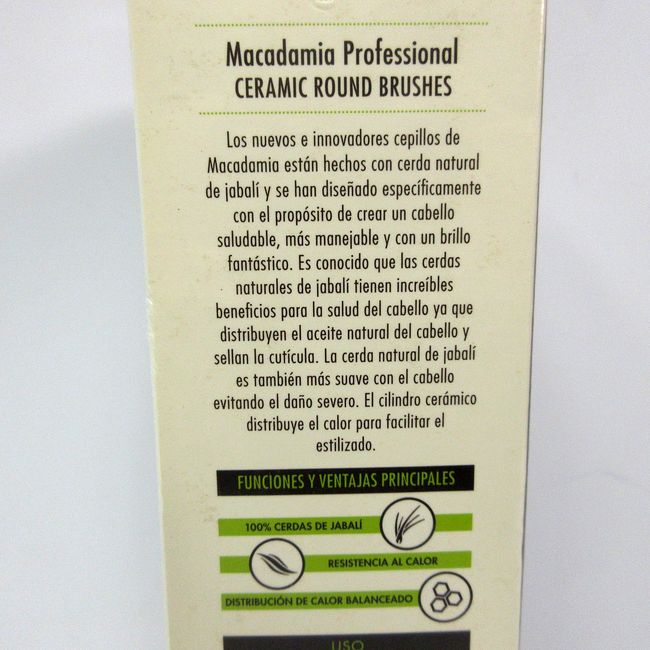 Macadamia Professional
CERAMIC ROUND BRUSHES
Los nuevos e innovadores cepillos de
Macadamia están hechos con cerda natural
de jabalí y se han diseñado específicamente
con el propósito de crear un cabello
saludable, más manejable y con un brillo
fantástico. Es conocido que las cerdas
naturales de jabalí tienen increíbles
beneficios para la salud del cabello ya que
distribuyen el aceite natural del cabello y
sellan la cutícula. La cerda natural de jabalí
es también más suave con el cabello
evitando el daño severo. El cilindro cerámico
distribuye el calor para facilitar el
estilizado.
FUNCIONES Y VENTAJAS PRINCIPALES
100% CERDAS DE JABALÍ
RESISTENCIA AL CALOR
DISTRIBUCIÓN DE CALOR BALANCEADO
USO